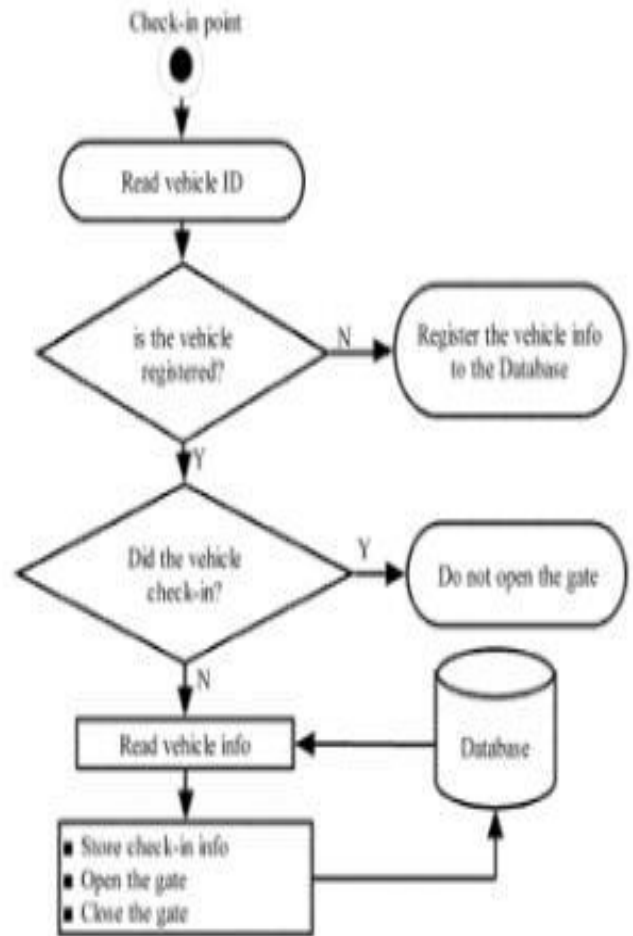 Check-in point
Read vehicle ID
is the vehicle
registered?
N
Register the vehicle info
to the Database
Y
Did the vehicle
check-in?
Y
Do not open the gate
N
Read vehicle info
Database
Store check-in info
Open the gate
Close the gate